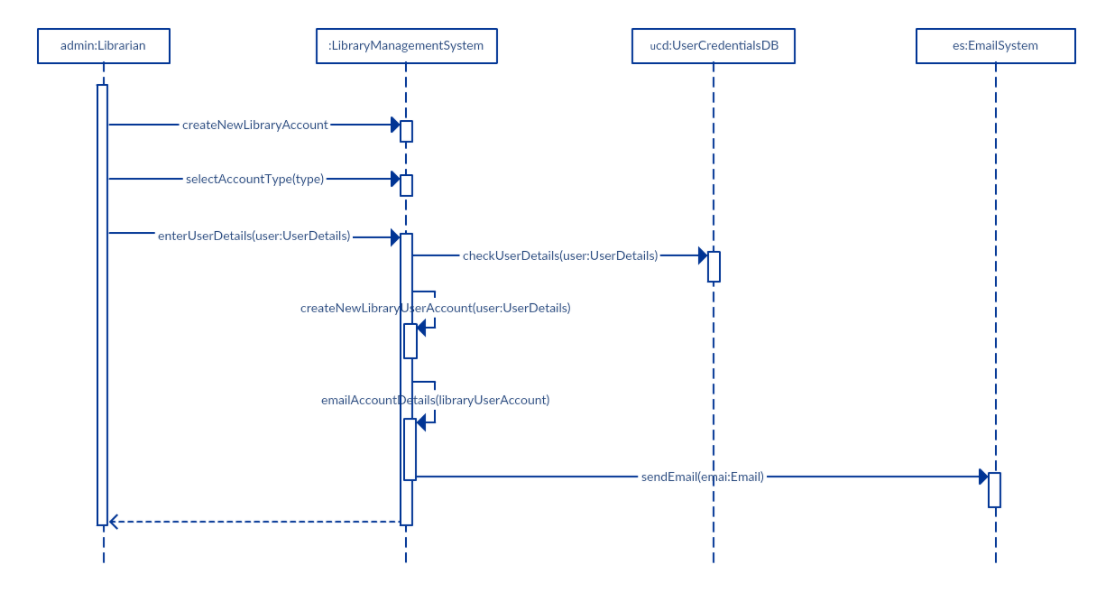 admin:Librarian
:LibraryManagementSystem
ucd:UserCredentialsDB
es:EmailSystem
createNewLibraryAccount
selectAccountType(type)
enterUserDetails(user:UserDetails)
checkUserDetails(user:UserDetails)
createNewLibraryUserAccount(user:UserDetails)
emailAccountDetails(libraryUserAccount)
sendEmail(emai:Email)